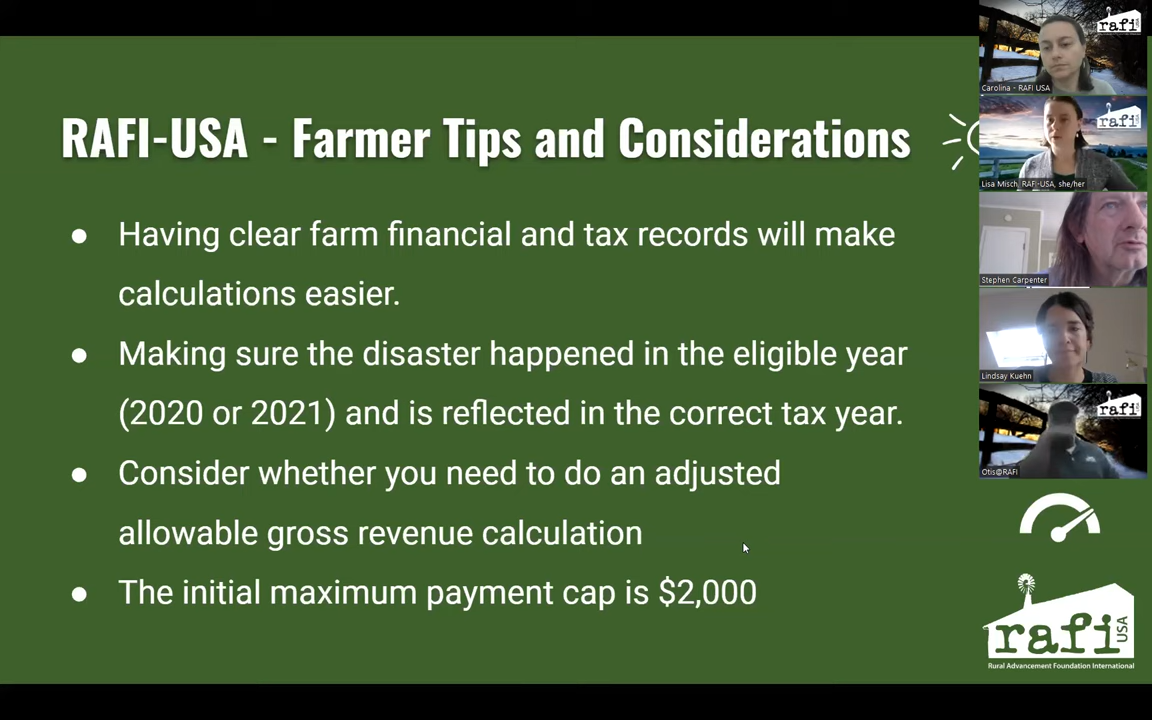 RAFI-USA - Farmer Tips and Considerations
● Having clear farm financial and tax records will make
calculations easier.
● Making sure the disaster happened in the eligible year
(2020 or 2021) and is reflected in the correct tax year.
● Consider whether you need to do an adjusted
allowable gross revenue calculation
● The initial maximum payment cap is $2,000
rafi
USA
Carolina - RAFI USA
rafi
USA
Lisa Misch, RAFI-USA, she/her
Stephen Carpenter
Lindsay Kuehn
rafi
USA
Otis@RAFI
rafi
USA
Rural Advancement Foundation International